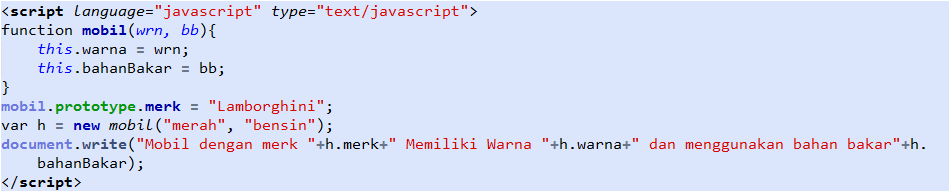 <script language="javascript" type="text/javascript">
function mobil(wrn, bb){
    this.warna = wrn;
    this.bahanBakar = bb;
}
mobil.prototype.merk = "Lamborghini";
var h = new mobil("merah", "bensin");
document.write("Mobil dengan merk "+h.merk+" Memiliki Warna "+h.warna+" dan menggunakan bahan bakar"+h.
    bahanBakar);
</script>